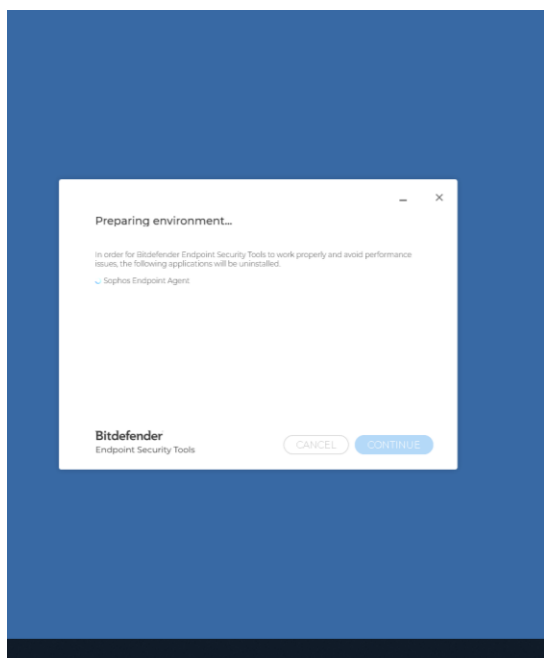 Preparing environment...
In order for Bitdefender Endpoint Security Tools to work properly and avoid performance
issues, the following applications will be uninstalled.
Sophos Endpoint Agent
Bitdefender
Endpoint Security Tools
CANCEL
CONTINUE